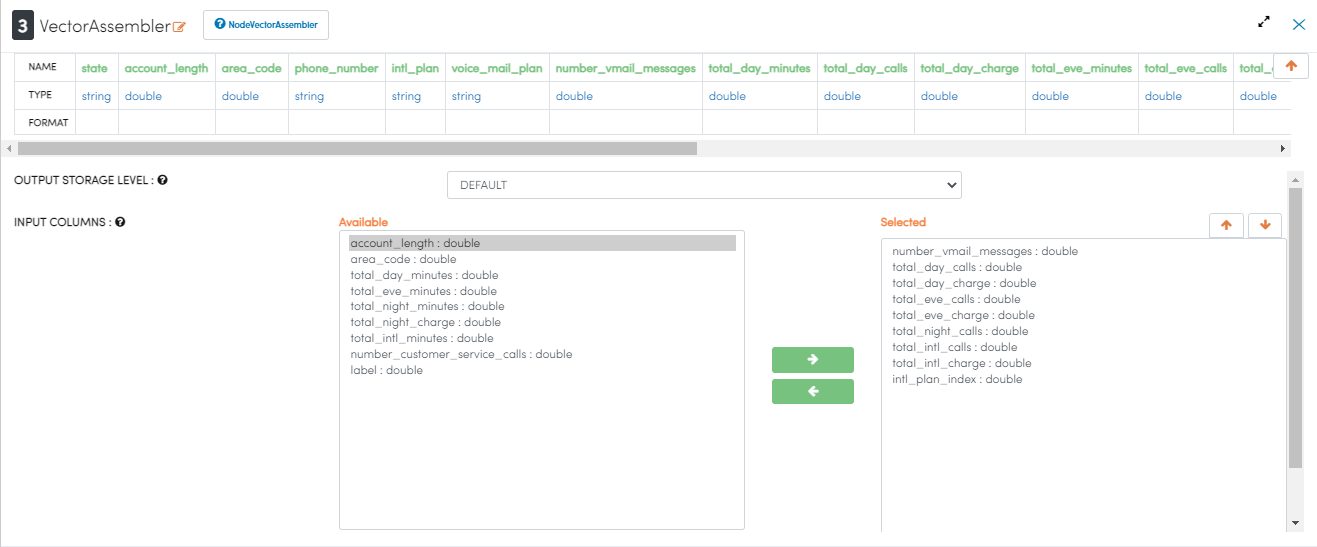 3 VectorAssembler NodeVectorAssembler
NAME state account_length area_code phone_number intl_plan voice_mail_plan number_vmail_messages total_day_minutes total_day_calls total_day_charge total_eve_minutes total_eve_calls total_
TYPE string double double string string string double double double double double double double
FORMAT
OUTPUT STORAGE LEVEL : DEFAULT
INPUT COLUMNS :
Available
account_length : double
area_code : double
total_day_minutes : double
total_eve_minutes : double
total_night_minutes : double
total_night_charge : double
total_intl_minutes : double
number_customer_service_calls : double
label : double
Selected
number_vmail_messages : double
total_day_calls : double
total_day_charge : double
total_eve_calls : double
total_eve_charge : double
total_night_calls : double
total_intl_calls : double
total_intl_charge : double
intl_plan_index : double